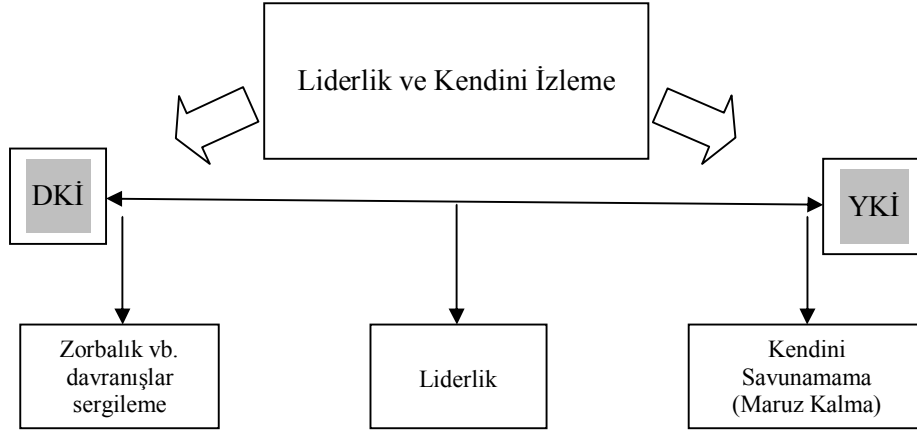 Liderlik ve Kendini İzleme
DKİ
YKİ
Zorbalık vb.
davranışlar
sergileme
Liderlik
Kendini
Savunamama
(Maruz Kalma)